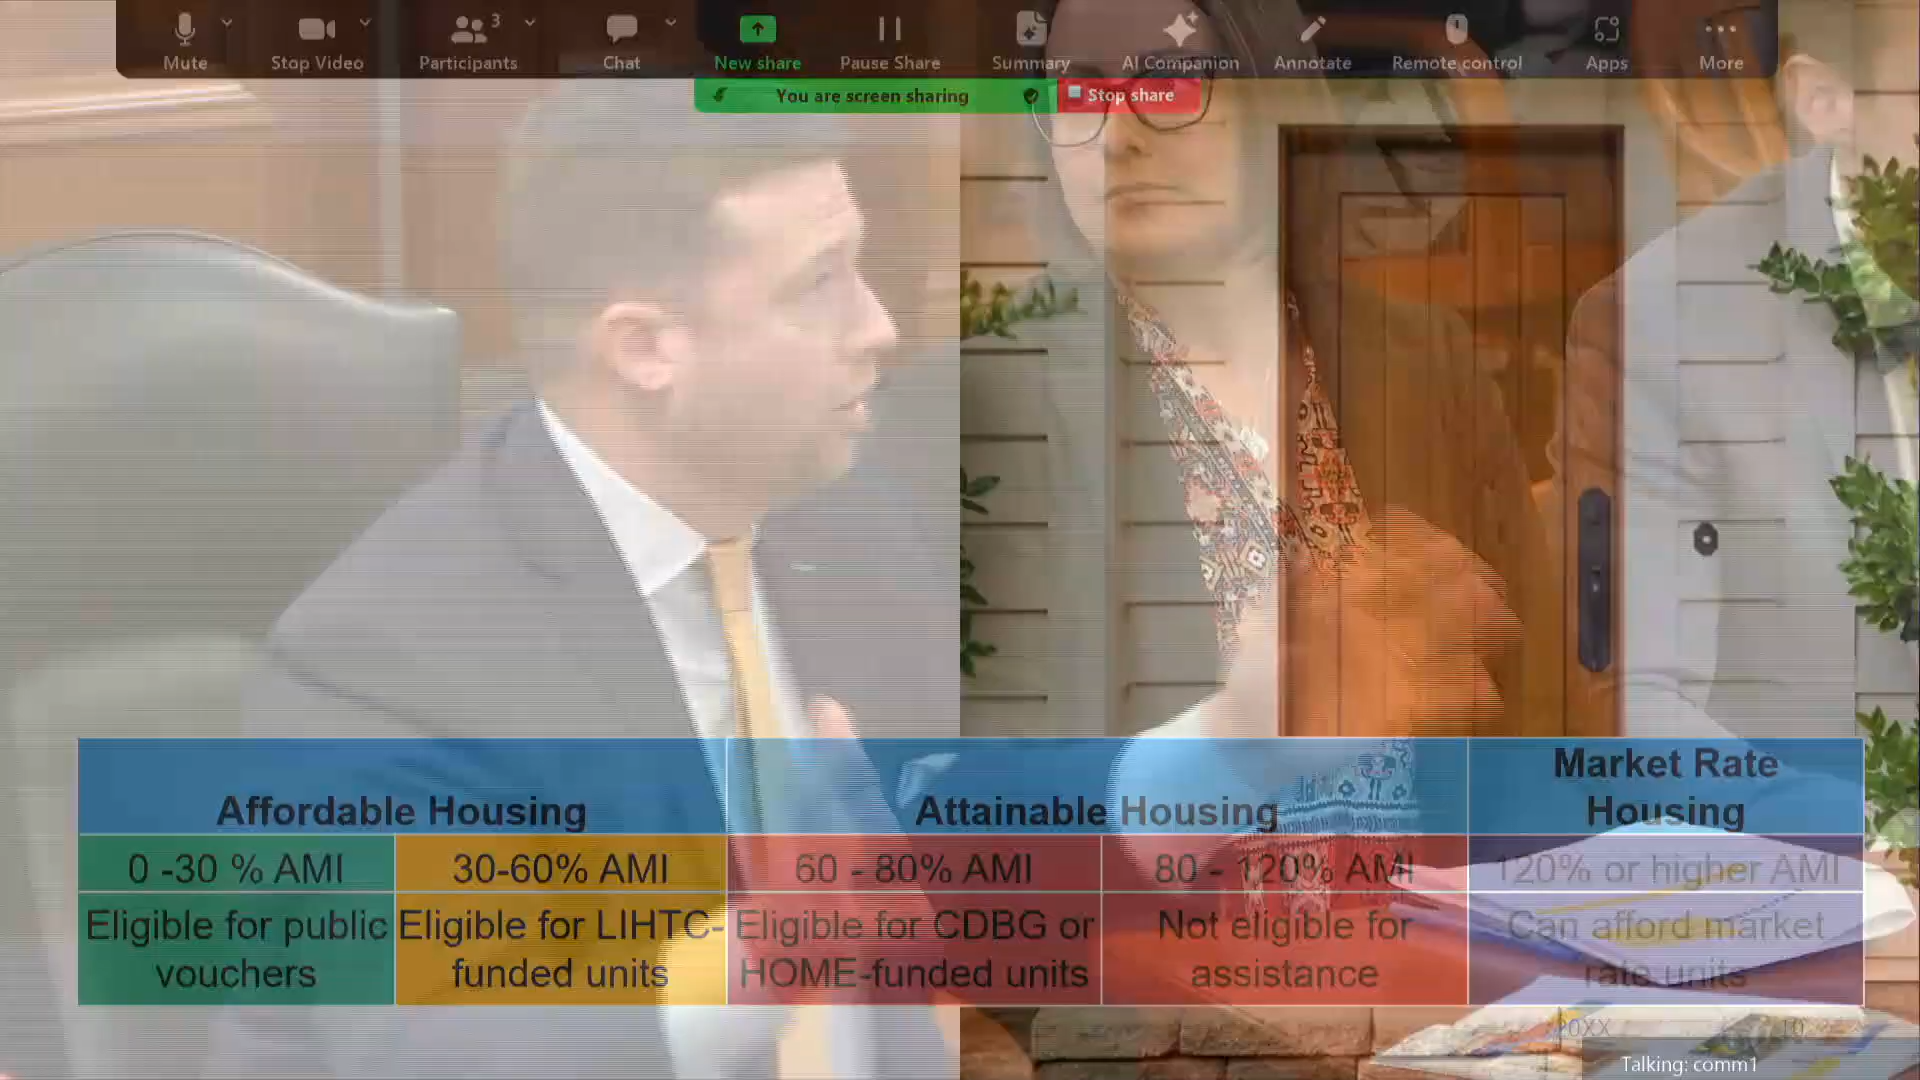 Mute
Stop Video
Participants
3
Chat
New share
Pause Share
Summary
AI Companion
Annotate
Remote control
Apps
More
You are screen sharing
Stop share
Affordable Housing
Attainable Housing
Market Rate
Housing
0 -30 % AMI
30-60% AMI
60 - 80% AMI
80 - 120% AMI
120% or higher AMI
Eligible for public
vouchers
Eligible for LIHTC-
funded units
Eligible for CDBG or
HOME-funded units
Not eligible for
assistance
Can afford market
rate units
20XX
10
Talking: comm1